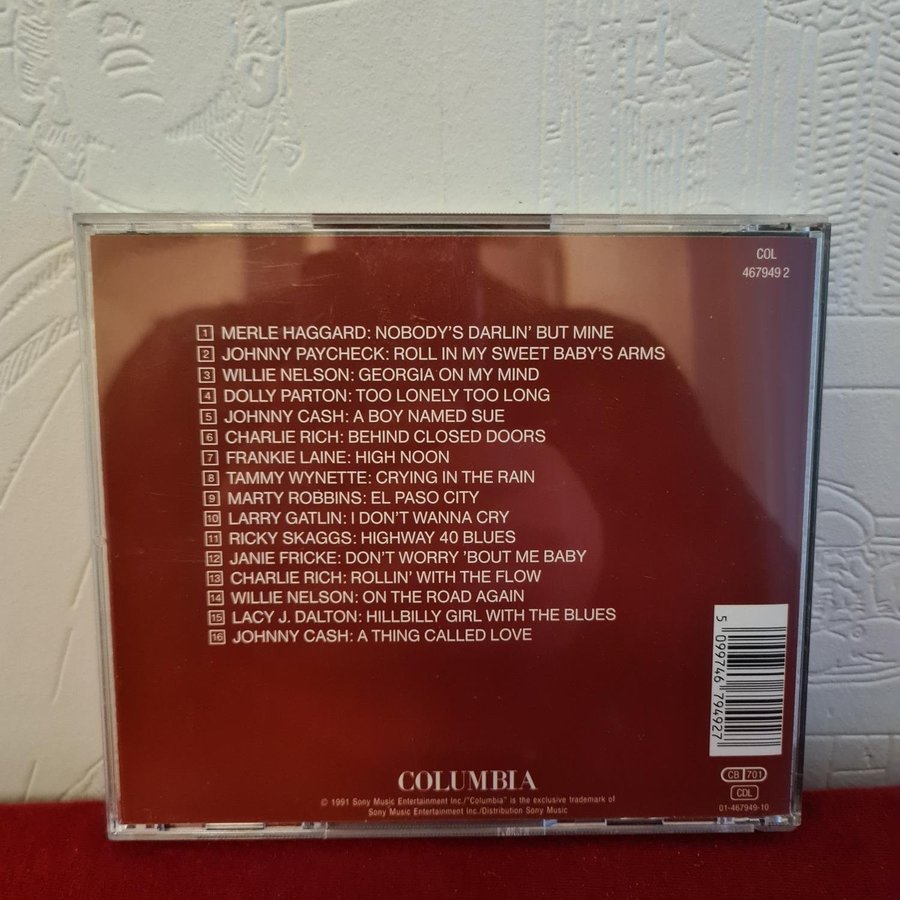 COL
467949 2
1 MERLE HAGGARD: NOBODY'S DARLIN' BUT MINE
2 JOHNNY PAYCHECK: ROLL IN MY SWEET BABY'S ARMS
3 WILLIE NELSON: GEORGIA ON MY MIND
4 DOLLY PARTON: TOO LONELY TOO LONG
5 JOHNNY CASH: A BOY NAMED SUE
6 CHARLIE RICH: BEHIND CLOSED DOORS
7 FRANKIE LAINE: HIGH NOON
8 TAMMY WYNETTE: CRYING IN THE RAIN
9 MARTY ROBBINS: EL PASO CITY
10 LARRY GATLIN: I DON'T WANNA CRY
11 RICKY SKAGGS: HIGHWAY 40 BLUES
12 JANIE FRICKE: DON'T WORRY 'BOUT ME BABY
13 CHARLIE RICH: ROLLIN' WITH THE FLOW
14 WILLIE NELSON: ON THE ROAD AGAIN
15 LACY J. DALTON: HILLBILLY GIRL WITH THE BLUES
16 JOHNNY CASH: A THING CALLED LOVE
5 099746 794927
COLUMBIA
© 1991 Sony Music Entertainment Inc./"Columbia" is the exclusive trademark of
Sony Music Entertainment Inc./Distribution Sony Music
CB 701
CDL
01-467949-10